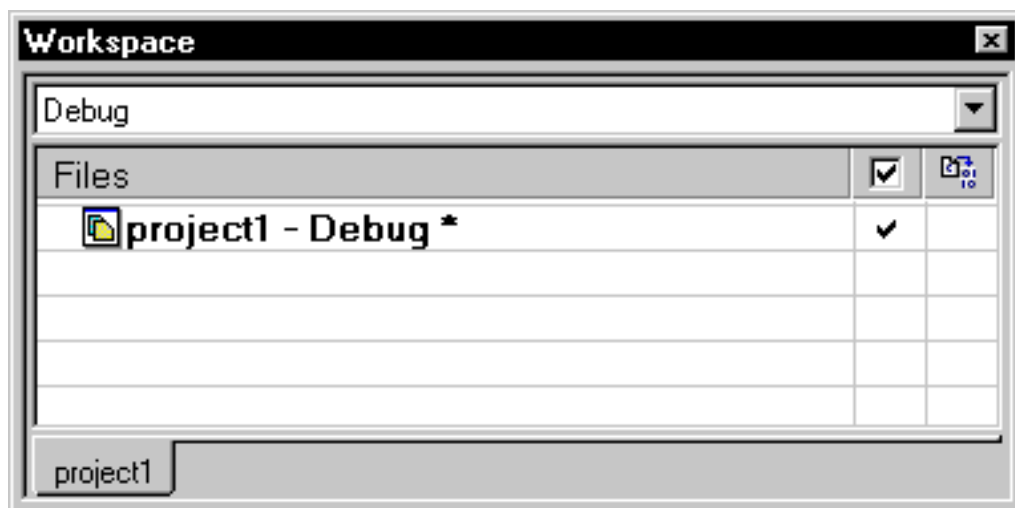 Workspace
Debug
Files
project1 - Debug *
project1